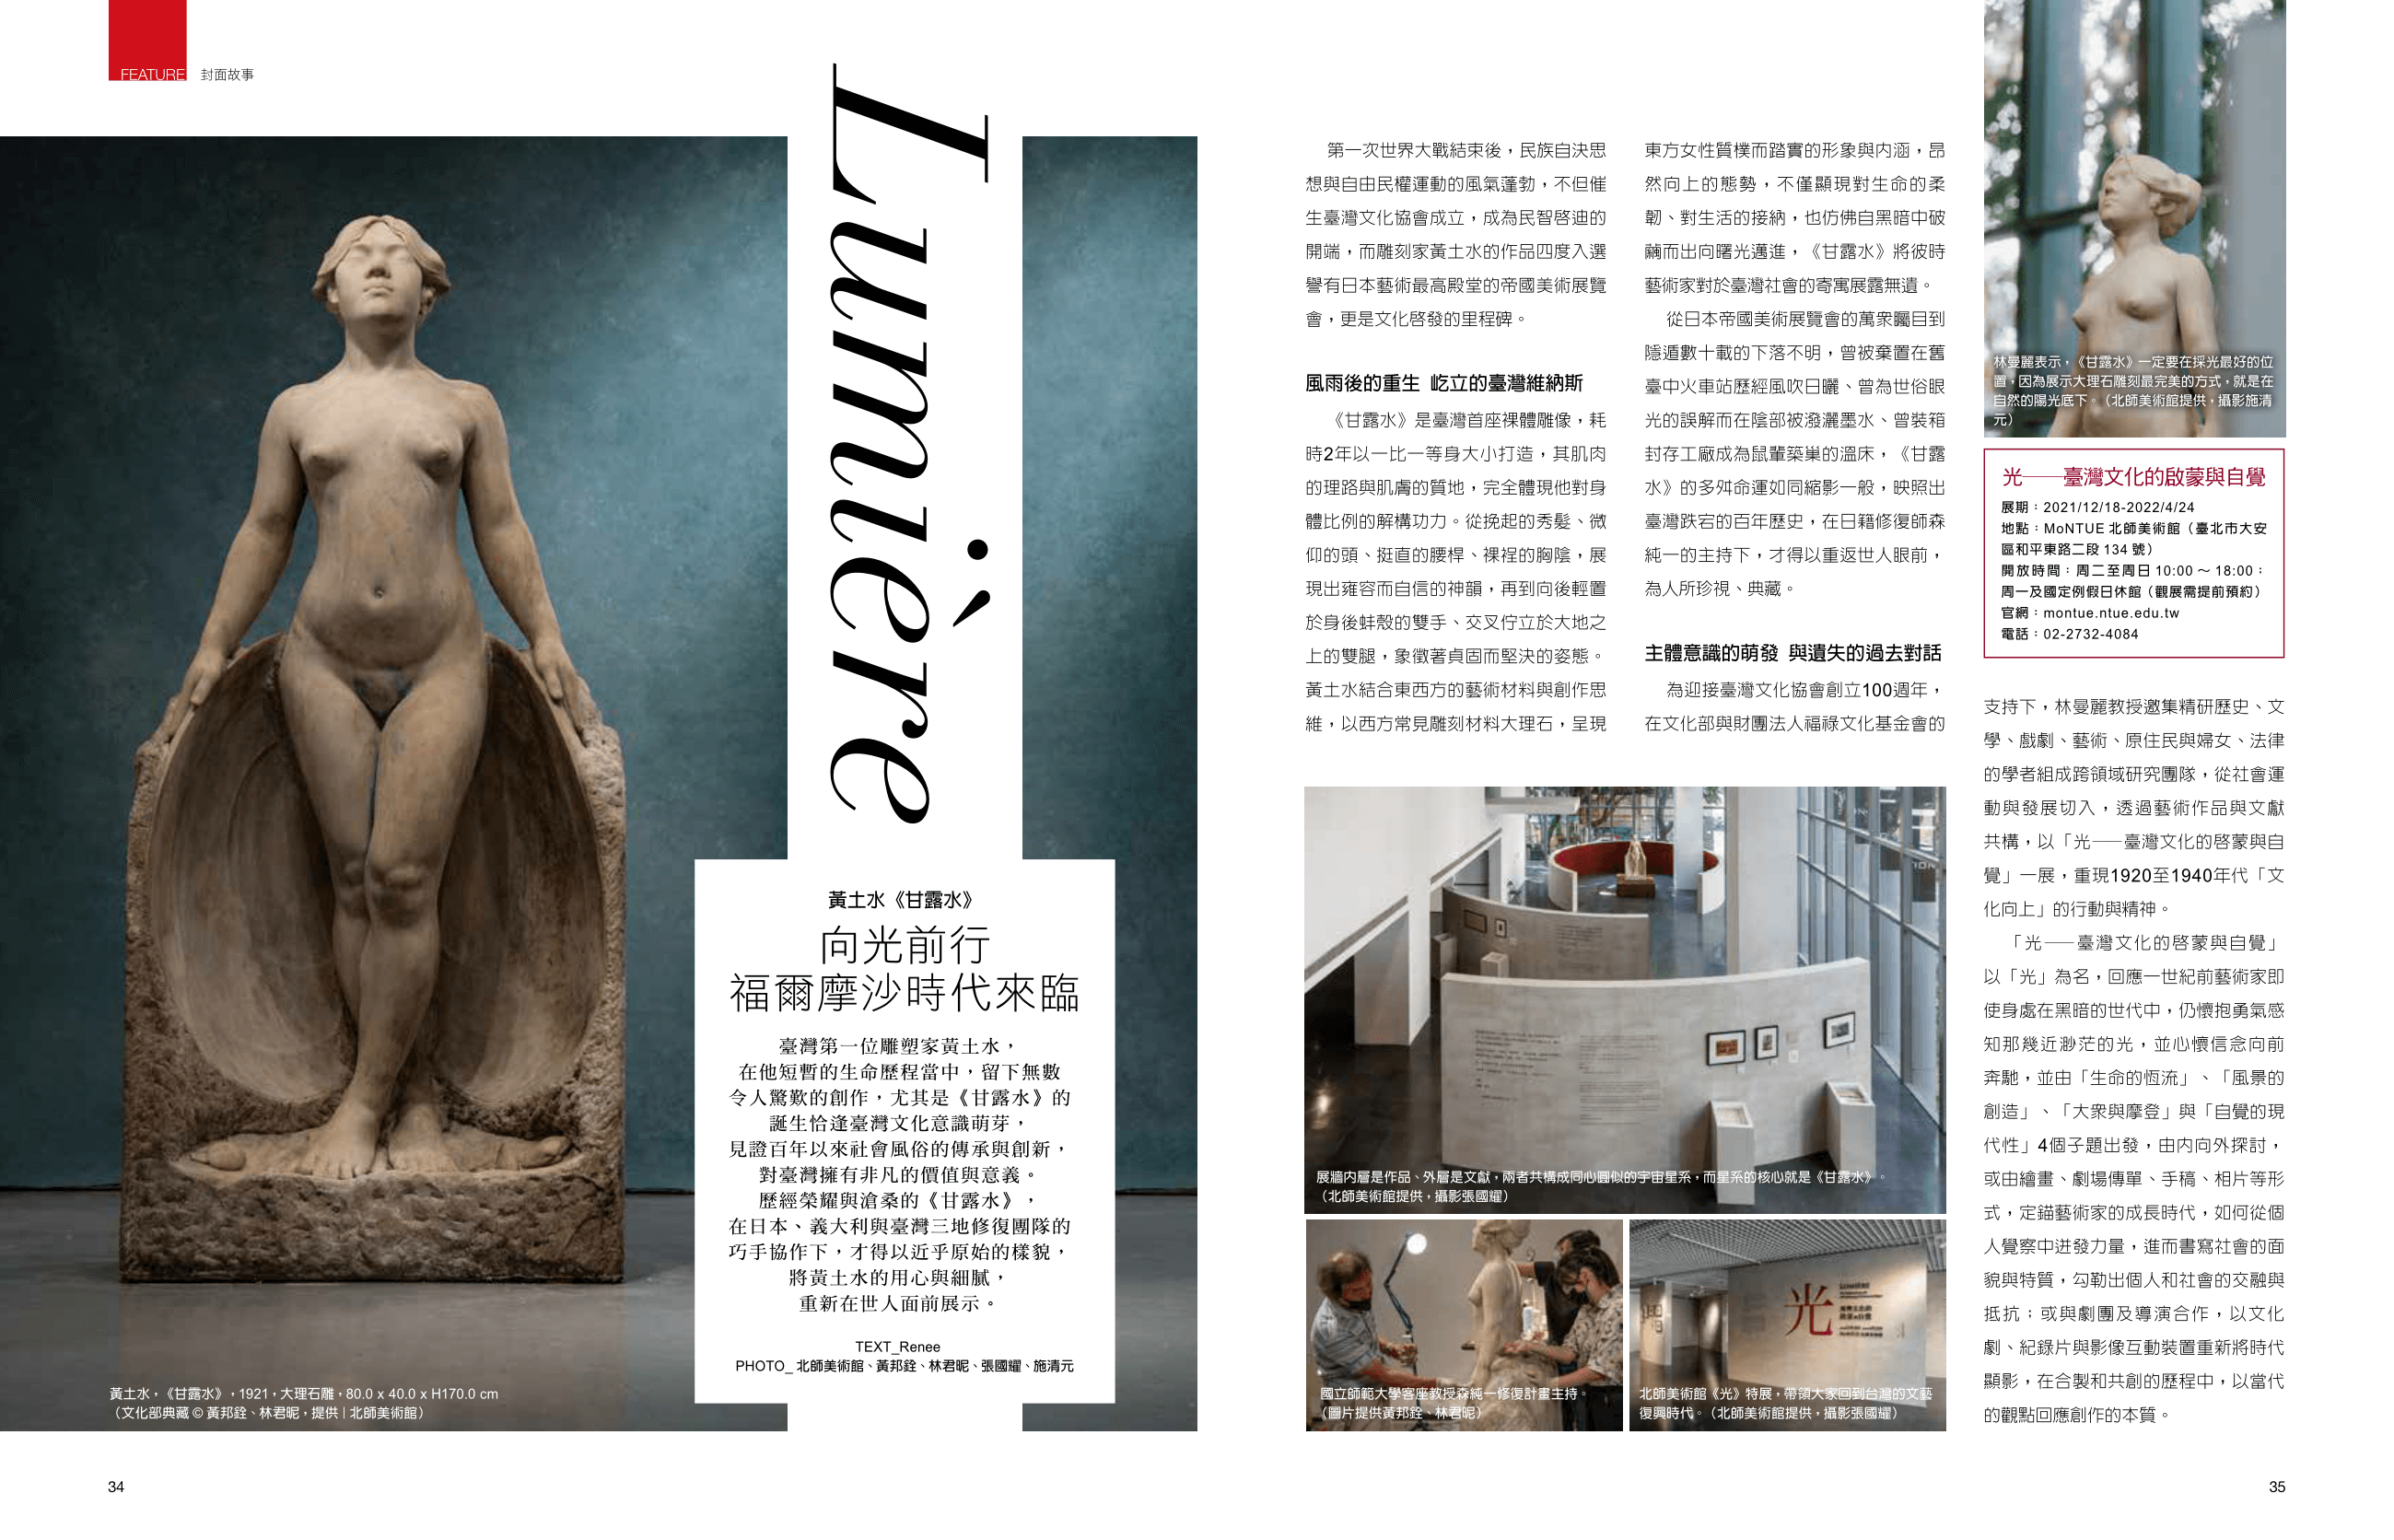 FEATURE 封面故事
Lumière
黃土水《甘露水》
向光前行
福爾摩沙時代來臨
臺灣第一位雕塑家黃土水，
在他短暫的生命歷程當中，留下無數
令人驚歎的創作，尤其是《甘露水》的
誕生恰逢臺灣文化意識萌芽，
見證百年以來社會風俗的傳承與創新，
對臺灣擁有非凡的價值與意義。
歷經榮耀與滄桑的《甘露水》，
在日本、義大利與臺灣三地修復團隊的
巧手協作下，才得以近乎原始的樣貌，
將黃土水的用心與細膩，
重新在世人面前展示。
TEXT_Renee
PHOTO_ 北師美術館、黃邦銓、林君昵、張國耀、施清元
黃土水，《甘露水》，1921，大理石雕，80.0 x 40.0 x H170.0 cm
（文化部典藏 © 黃邦銓、林君昵，提供 | 北師美術館）
34
第一次世界大戰結束後，民族自決思
想與自由民權運動的風氣蓬勃，不但催
生臺灣文化協會成立，成為民智啓迪的
開端，而雕刻家黃土水的作品四度入選
譽有日本藝術最高殿堂的帝國美術展覽
會，更是文化啓發的里程碑。
風雨後的重生 屹立的臺灣維納斯
《甘露水》是臺灣首座裸體雕像，耗
時2年以一比一等身大小打造，其肌肉
的理路與肌膚的質地，完全體現他對身
體比例的解構功力。從挽起的秀髮、微
仰的頭、挺直的腰桿、裸裎的胸陰，展
現出雍容而自信的神韻，再到向後輕置
於身後蚌殼的雙手、交叉佇立於大地之
上的雙腿，象徵著貞固而堅決的姿態。
黃土水結合東西方的藝術材料與創作思
維，以西方常見雕刻材料大理石，呈現
東方女性質樸而踏實的形象與內涵，昂
然向上的態勢，不僅顯現對生命的柔
韌、對生活的接納，也仿佛自黑暗中破
繭而出向曙光邁進，《甘露水》將彼時
藝術家對於臺灣社會的寄寓展露無遺。
從日本帝國美術展覽會的萬衆矚目到
隱遁數十載的下落不明，曾被棄置在舊
臺中火車站歷經風吹日曬、曾為世俗眼
光的誤解而在陰部被潑灑墨水、曾裝箱
封存工廠成為鼠輩築巢的溫床，《甘露
水》的多舛命運如同縮影一般，映照出
臺灣跌宕的百年歷史，在日籍修復師森
純一的主持下，才得以重返世人眼前，
為人所珍視、典藏。
主體意識的萌發 與遺失的過去對話
為迎接臺灣文化協會創立100週年，
在文化部與財團法人福祿文化基金會的
林曼麗表示，《甘露水》一定要在採光最好的位
置，因為展示大理石雕刻最完美的方式，就是在
自然的陽光底下。（北師美術館提供，攝影施清
元）
光——臺灣文化的啟蒙與自覺
展期：2021/12/18-2022/4/24
地點：MoNTUE 北師美術館（臺北市大安
區和平東路二段 134 號）
開放時間：周二至周日 10:00 ～ 18:00；
周一及國定例假日休館（觀展需提前預約）
官網：montue.ntue.edu.tw
電話：02-2732-4084
支持下，林曼麗教授邀集精研歷史、文
學、戲劇、藝術、原住民與婦女、法律
的學者組成跨領域研究團隊，從社會運
動與發展切入，透過藝術作品與文獻
共構，以「光——臺灣文化的啓蒙與自
覺」一展，重現1920至1940年代「文
化向上」的行動與精神。
「光——臺灣文化的啓蒙與自覺」
以「光」為名，回應一世紀前藝術家即
使身處在黑暗的世代中，仍懷抱勇氣感
知那幾近渺茫的光，並心懷信念向前
奔馳，並由「生命的恆流」、「風景的
創造」、「大衆與摩登」與「自覺的現
代性」4個子題出發，由內向外探討，
或由繪畫、劇場傳單、手稿、相片等形
式，定錨藝術家的成長時代，如何從個
人覺察中迸發力量，進而書寫社會的面
貌與特質，勾勒出個人和社會的交融與
抵抗；或與劇團及導演合作，以文化
劇、紀錄片與影像互動裝置重新將時代
顯影，在合製和共創的歷程中，以當代
的觀點回應創作的本質。
展牆內層是作品、外層是文獻，兩者共構成同心圓似的宇宙星系，而星系的核心就是《甘露水》。
（北師美術館提供，攝影張國耀）
國立師範大學客座教授森純一修復計畫主持。
（圖片提供黃邦銓、林君昵）
光
北師美術館《光》特展，帶領大家回到台灣的文藝
復興時代。（北師美術館提供，攝影張國耀）
35